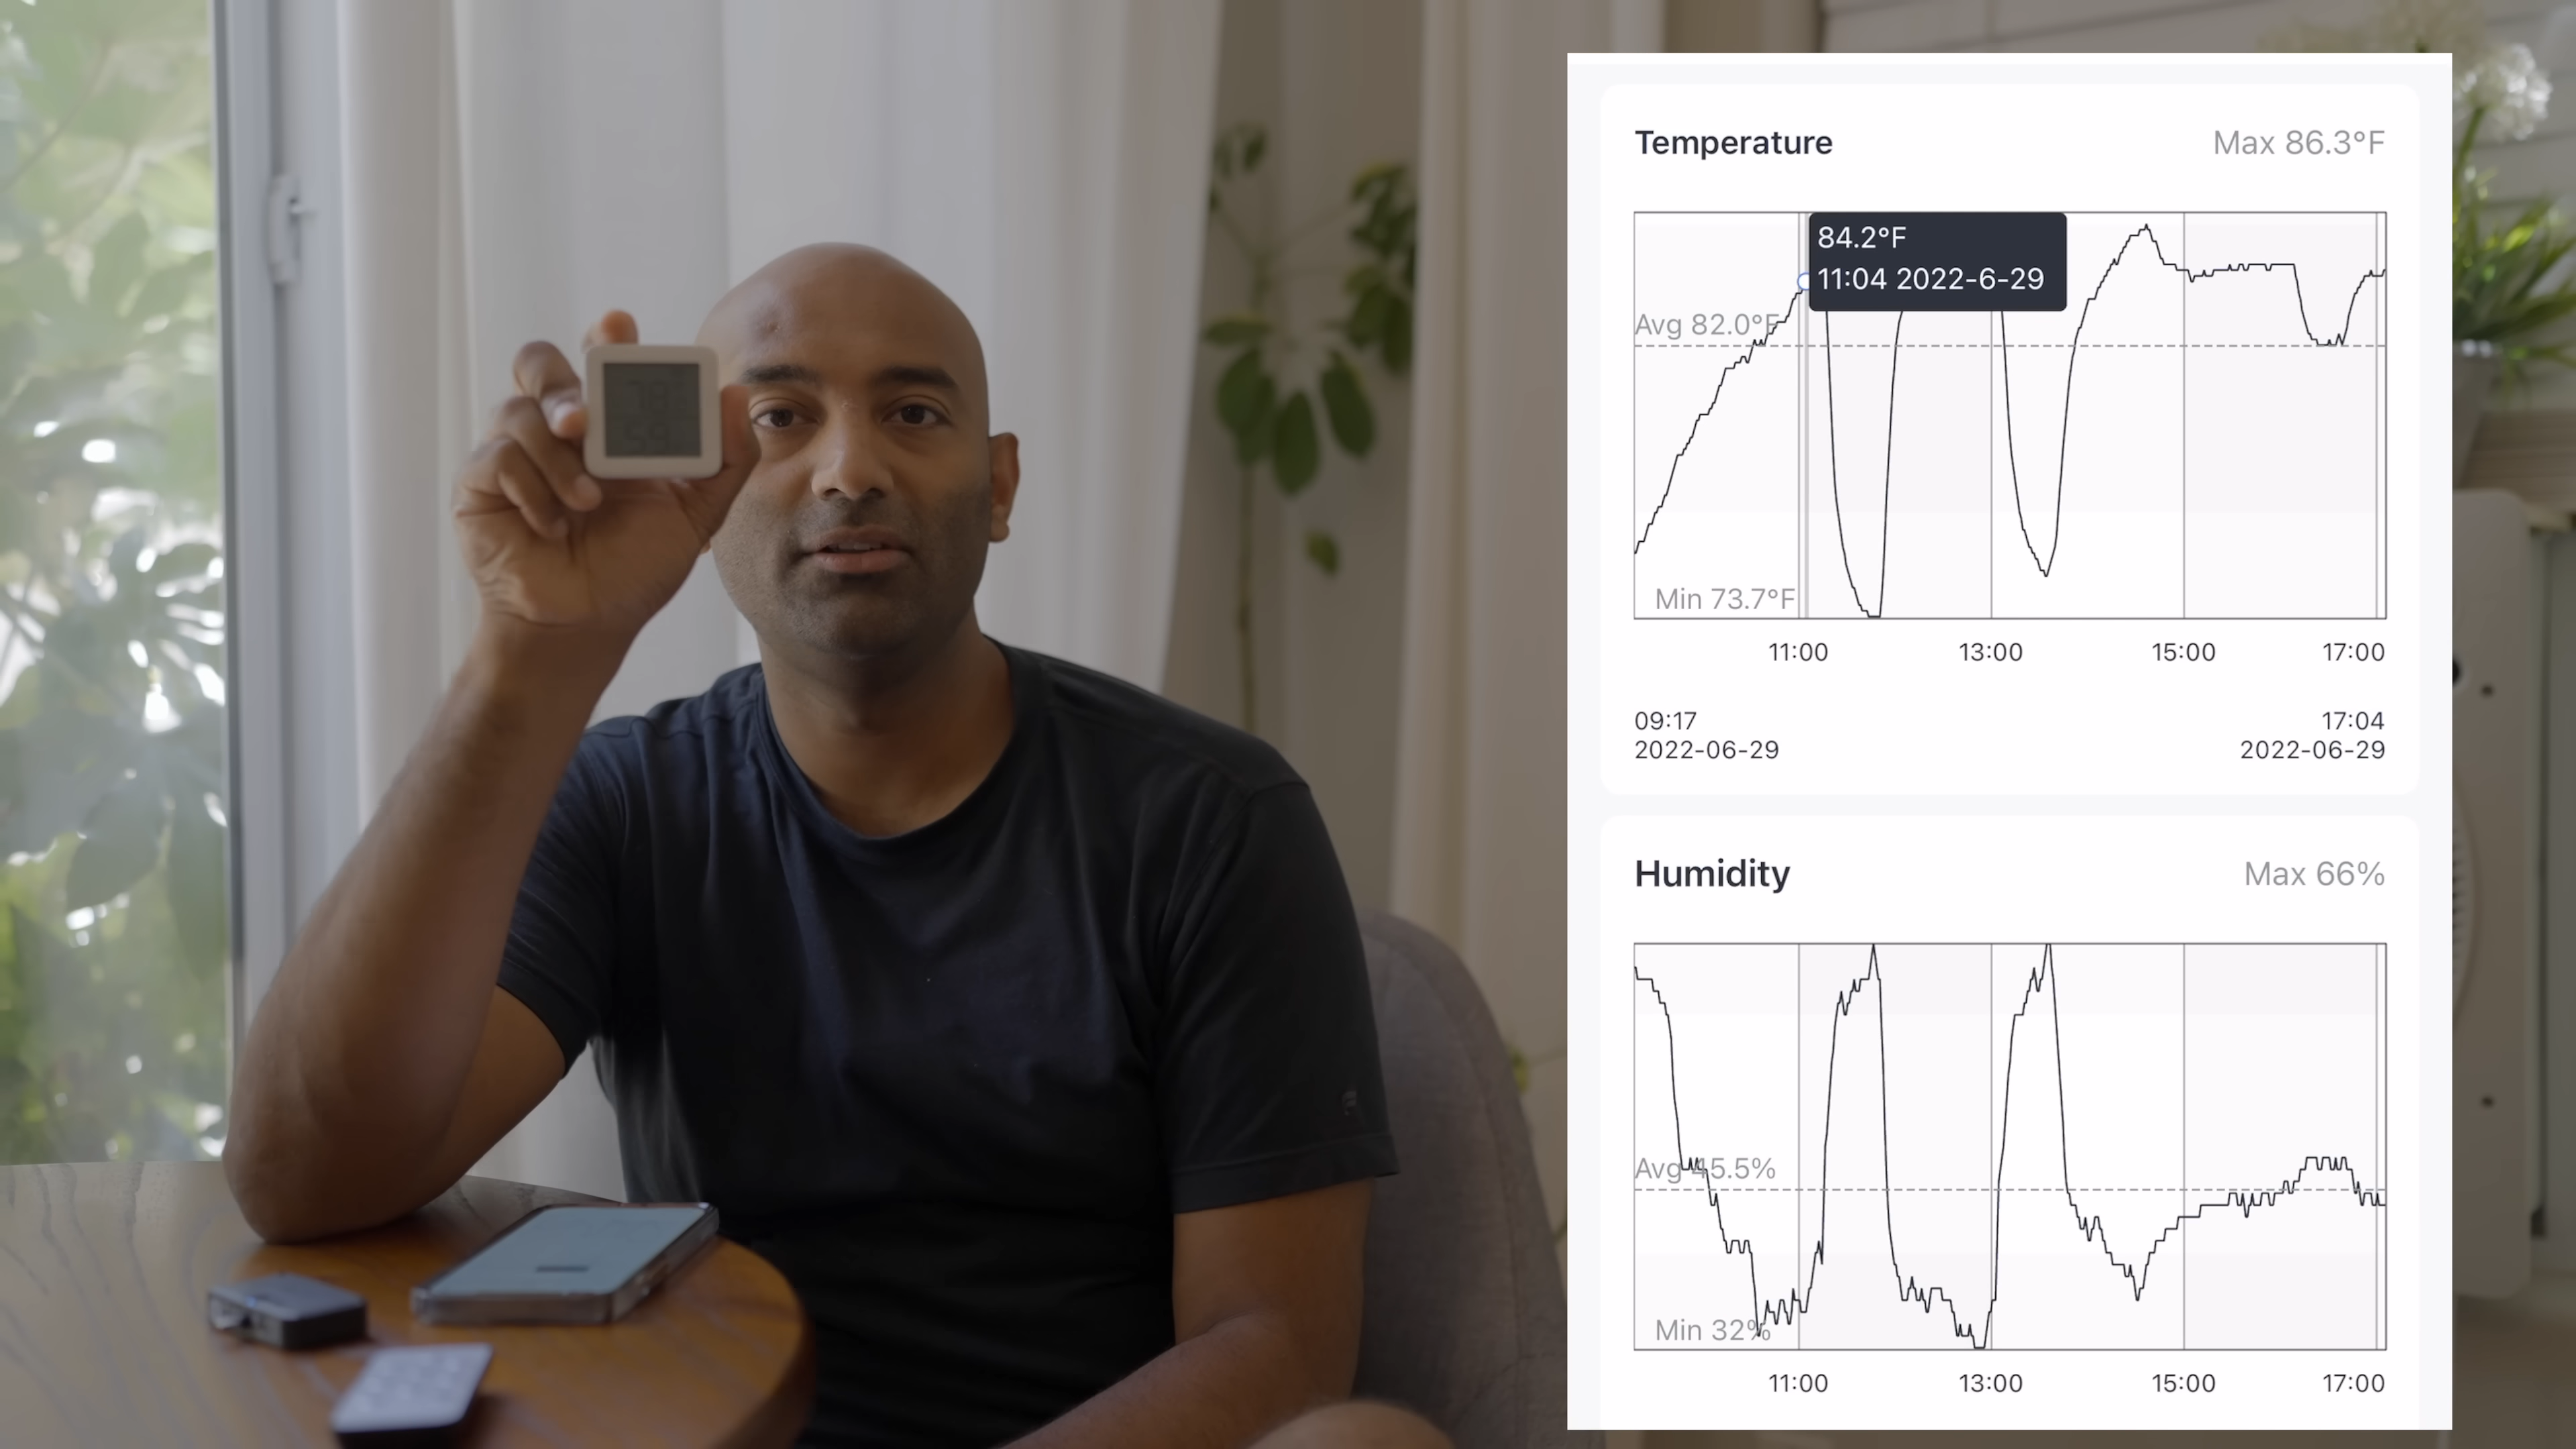 78
59
Temperature
Max 86.3°F
84.2°F
11:04 2022-6-29
Avg 82.0°F
Min 73.7°F
11:00 13:00 15:00 17:00
09:17 17:04
2022-06-29 2022-06-29
Humidity
Max 66%
Avg 45.5%
Min 32%
11:00 13:00 15:00 17:00